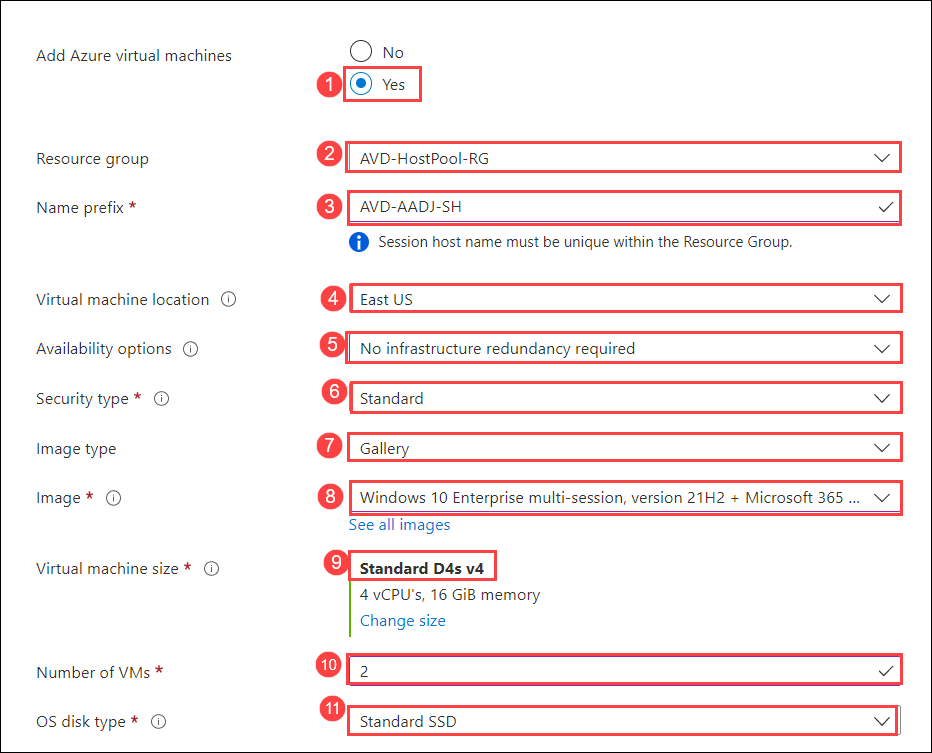 Add Azure virtual machines
No
1 Yes
Resource group 2 AVD-HostPool-RG
Name prefix * 3 AVD-AADJ-SH
Session host name must be unique within the Resource Group.
Virtual machine location 4 East US
Availability options 5 No infrastructure redundancy required
Security type * 6 Standard
Image type 7 Gallery
Image * 8 Windows 10 Enterprise multi-session, version 21H2 + Microsoft 365 ...
See all images
Virtual machine size * 9 Standard D4s v4
4 vCPU's, 16 GiB memory
Change size
Number of VMs * 10 2
OS disk type * 11 Standard SSD